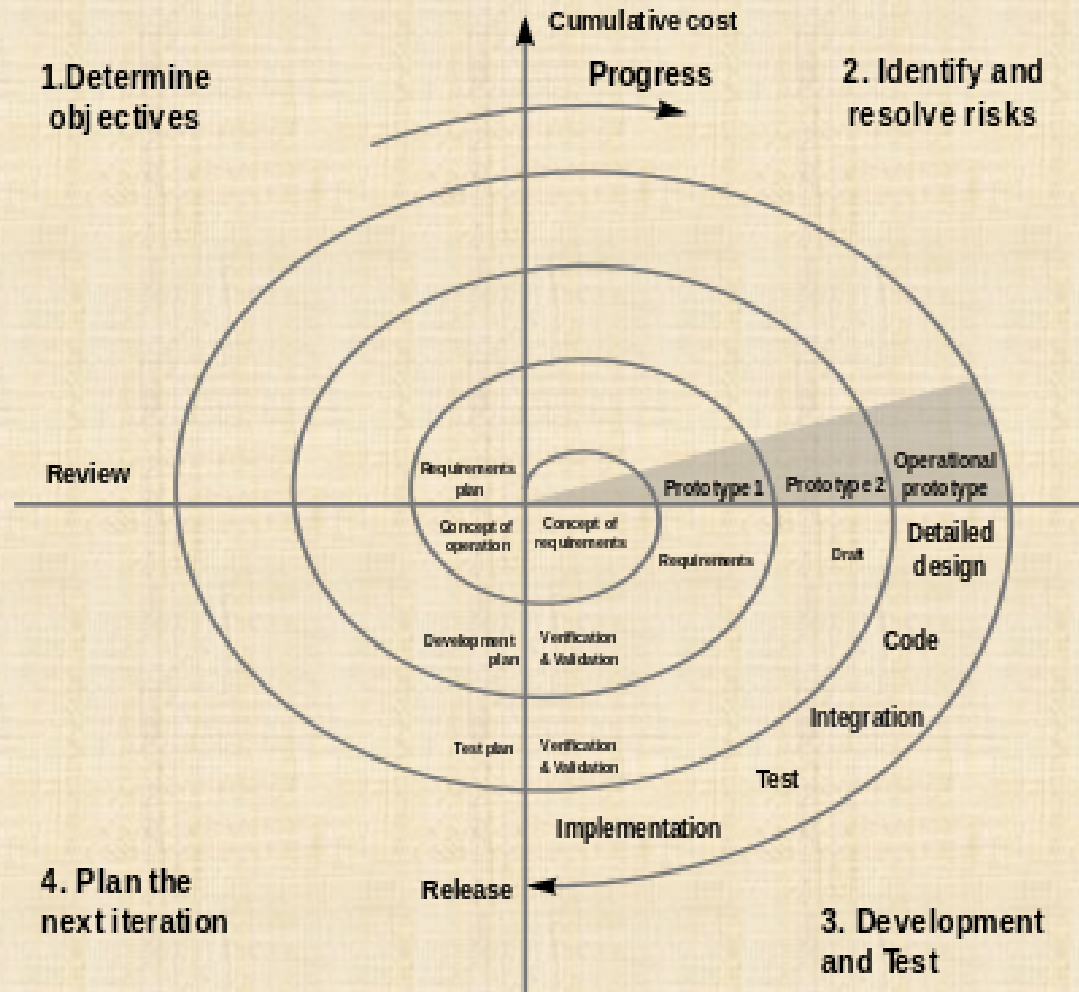 Cumulative cost
Progress
1.Determine
objectives
2. Identify and
resolve risks
Review
Requirements
plan
Prototype 1
Prototype 2
Operational
prototype
Concept of
operation
Concept of
requirements
Requirements
Draft
Detailed
design
Code
Development
plan
Verification
& Validation
Integration
Test plan
Verification
& Validation
Test
Implementation
Release
4. Plan the
next iteration
3. Development
and Test